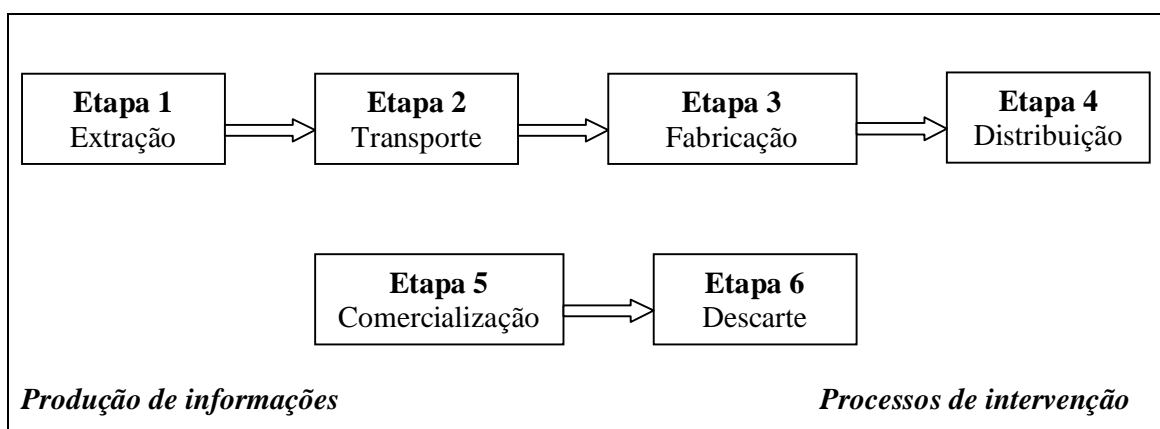 Etapa 1
Extração
Etapa 2
Transporte
Etapa 3
Fabricação
Etapa 4
Distribuição
Etapa 5
Comercialização
Etapa 6
Descarte
Produção de informações
Processos de intervenção